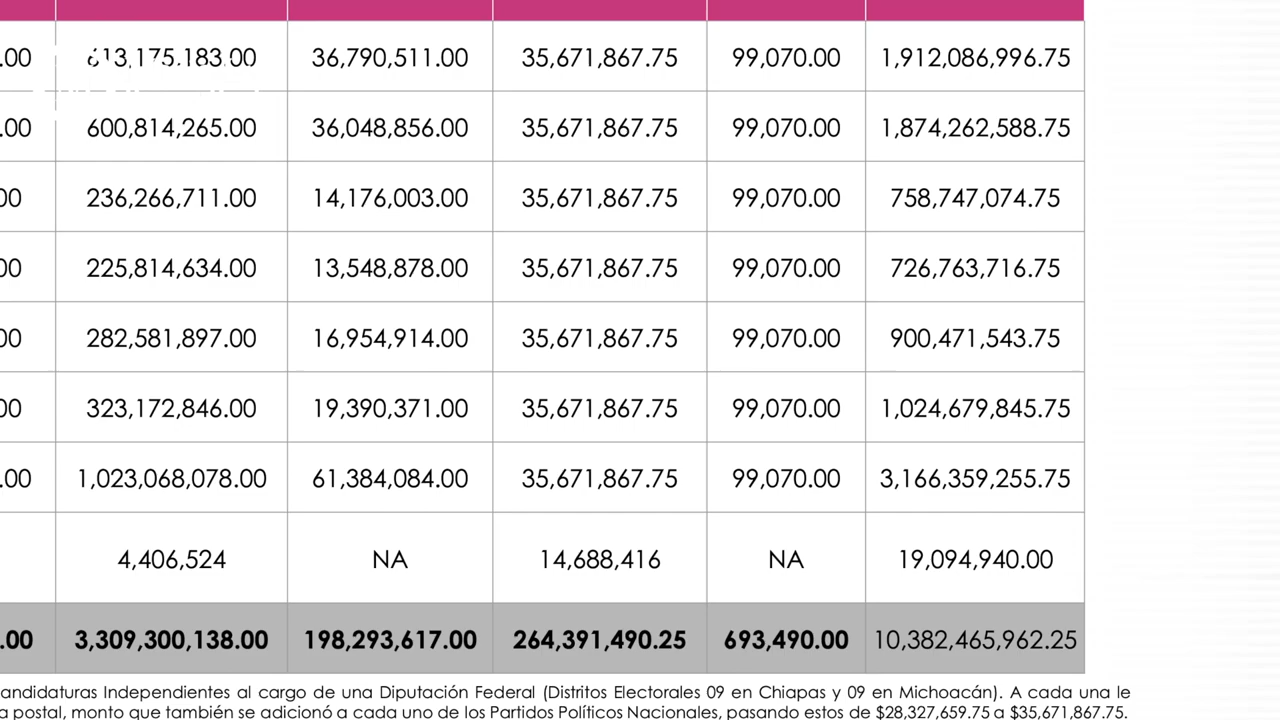 .00 613,175,183.00 36,790,511.00 35,671,867.75 99,070.00 1,912,086,996.75
.00 600,814,265.00 36,048,856.00 35,671,867.75 99,070.00 1,874,262,588.75
00 236,266,711.00 14,176,003.00 35,671,867.75 99,070.00 758,747,074.75
00 225,814,634.00 13,548,878.00 35,671,867.75 99,070.00 726,763,716.75
00 282,581,897.00 16,954,914.00 35,671,867.75 99,070.00 900,471,543.75
00 323,172,846.00 19,390,371.00 35,671,867.75 99,070.00 1,024,679,845.75
.00 1,023,068,078.00 61,384,084.00 35,671,867.75 99,070.00 3,166,359,255.75
4,406,524 NA 14,688,416 NA 19,094,940.00
.00 3,309,300,138.00 198,293,617.00 264,391,490.25 693,490.00 10,382,465,962.25
andidaturas Independientes al cargo de una Diputación Federal (Distritos Electorales 09 en Chiapas y 09 en Michoacán). A cada una le
a postal, monto que también se adicionó a cada uno de los Partidos Políticos Nacionales, pasando estos de $28,327,659.75 a $35,671,867.75.